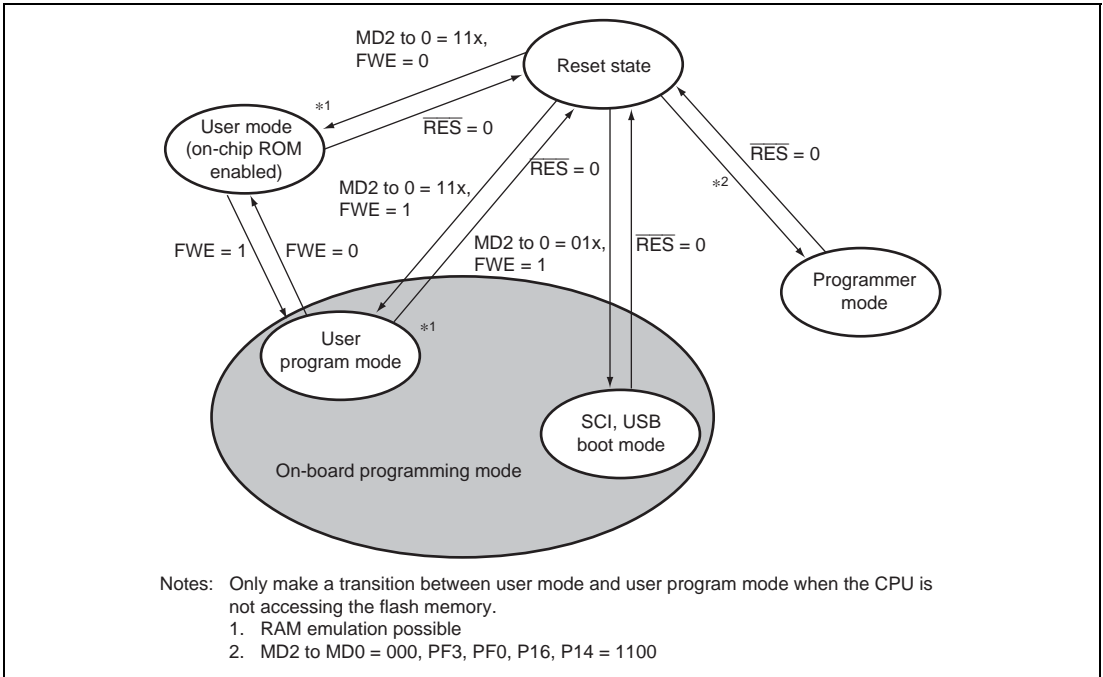 MD2 to 0 = 11x,
FWE = 0
Reset state
*1
RES = 0
User mode
(on-chip ROM
enabled)
MD2 to 0 = 11x,
FWE = 1
RES = 0
RES = 0
*2
FWE = 1
FWE = 0
MD2 to 0 = 01x,
FWE = 1
RES = 0
Programmer
mode
User
program mode
*1
SCI, USB
boot mode
On-board programming mode
Notes: Only make a transition between user mode and user program mode when the CPU is
not accessing the flash memory.
1. RAM emulation possible
2. MD2 to MD0 = 000, PF3, PF0, P16, P14 = 1100